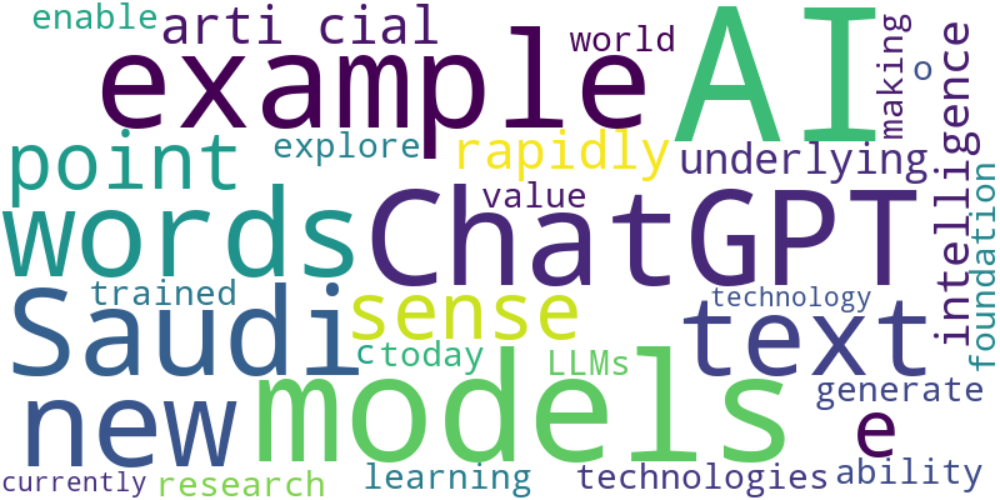 enable
arti cial
world
AI
making
o
example
intelligence
point
explore
rapidly
underlying
words
value
ChatGPT
foundation
Saudi
trained
sense
technology
text
c
today
LLMs
new
models
generate
e
currently
research
learning
technologies
ability